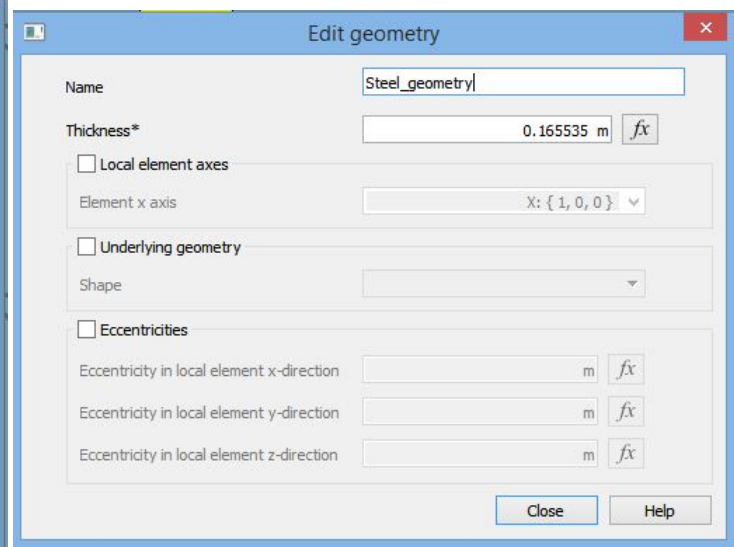 Edit geometry
Name Steel_geometry
Thickness* 0.165535 m fx
Local element axes
Element x axis X: { 1, 0, 0 }
Underlying geometry
Shape
Eccentricities
Eccentricity in local element x-direction m fx
Eccentricity in local element y-direction m fx
Eccentricity in local element z-direction m fx
Close Help